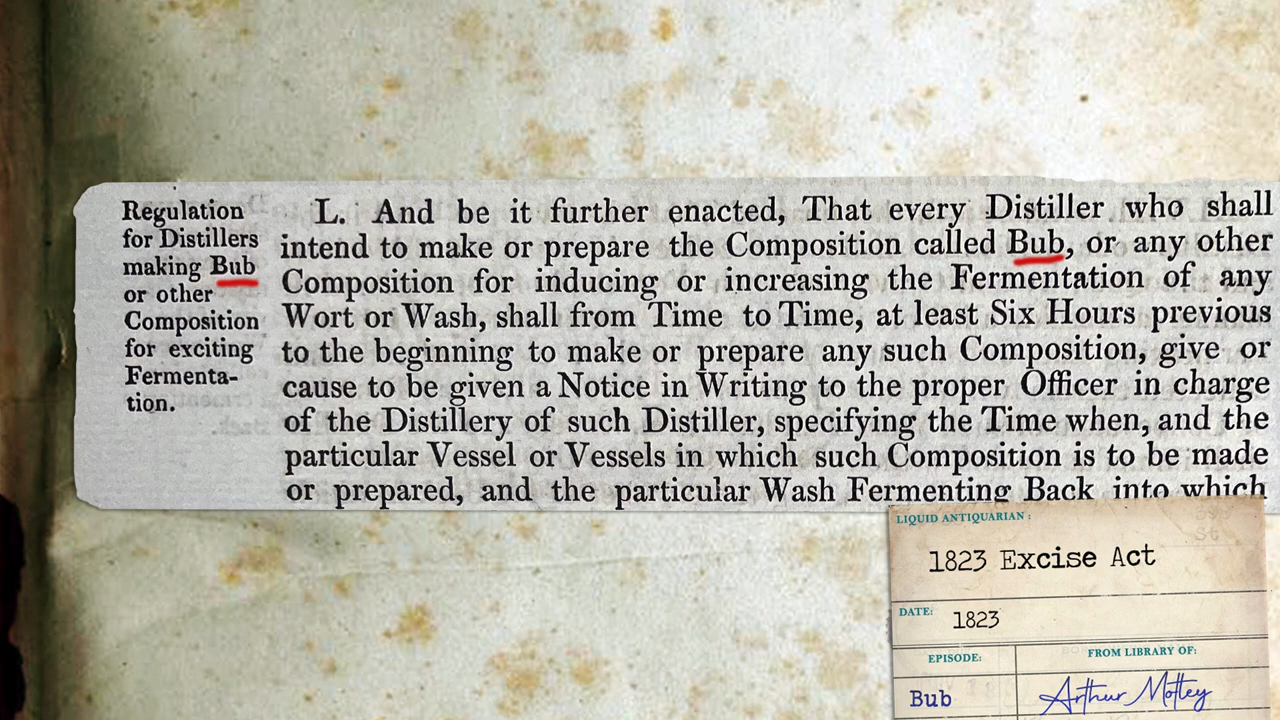 Regulation
for Distillers
making Bub
or other
Composition
for exciting
Fermenta-
tion.
L. And be it further enacted, That every Distiller who shall
intend to make or prepare the Composition called Bub, or any other
Composition for inducing or increasing the Fermentation of any
Wort or Wash, shall from Time to Time, at least Six Hours previous
to the beginning to make or prepare any such Composition, give or
cause to be given a Notice in Writing to the proper Officer in charge
of the Distillery of such Distiller, specifying the Time when, and the
particular Vessel or Vessels in which such Composition is to be made
or prepared, and the particular Wash Fermenting Back into which
LIQUID ANTIQUARIAN :
1823 Excise Act
DATE: 1823
EPISODE: FROM LIBRARY OF:
Bub Arthur Motley